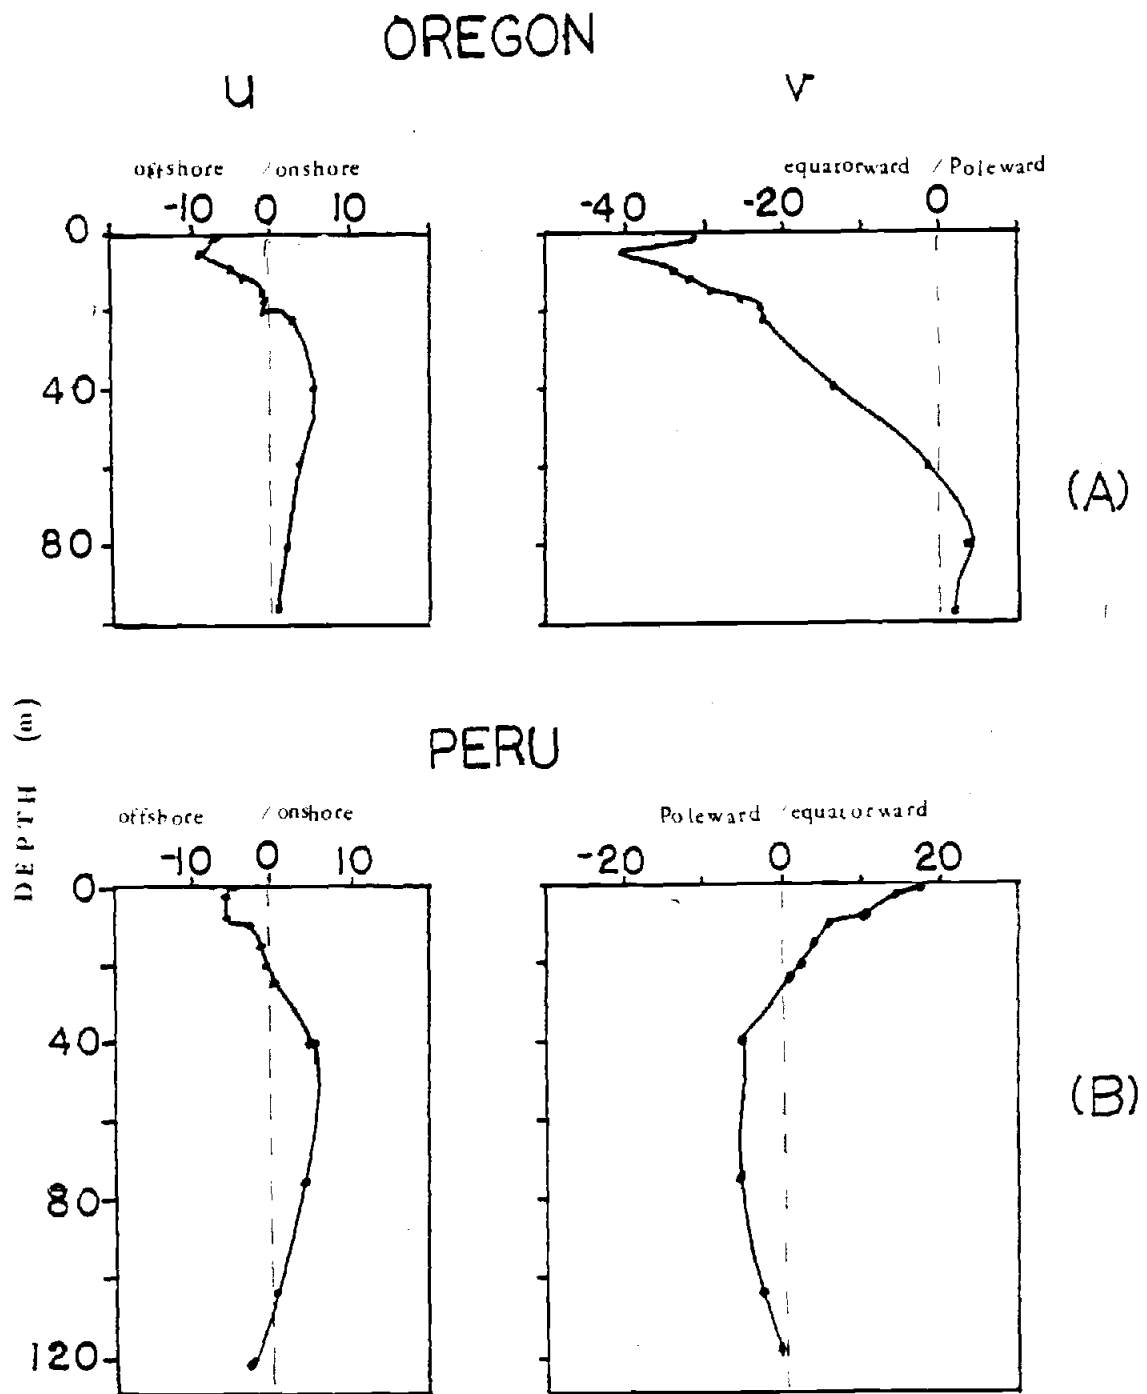 OREGON
u v
offshore / onshore equatorward / Poleward
-10 0 10 -40 -20 0
0
40
80
(A)
DEPTH (m)
PERU
offshore / onshore Poleward / equatorward
-10 0 10 -20 0 20
0
40
80
120
(B)